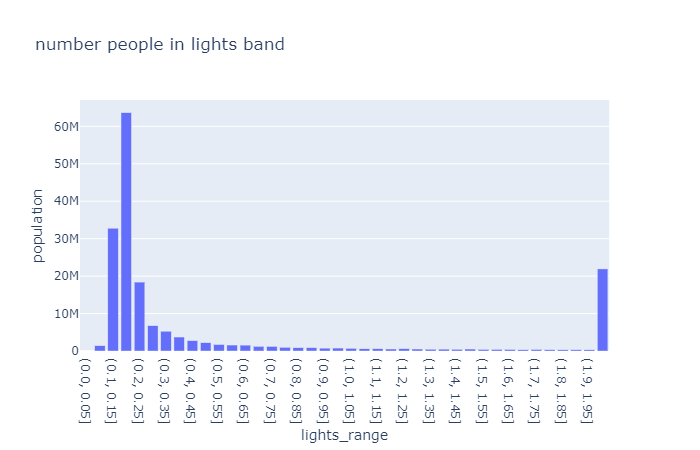 number people in lights band
60M
50M
40M
30M
20M
10M
0
population
(0.0, 0.05]
(0.1, 0.15]
(0.2, 0.25]
(0.3, 0.35]
(0.4, 0.45]
(0.5, 0.55]
(0.6, 0.65]
(0.7, 0.75]
(0.8, 0.85]
(0.9, 0.95]
(1.0, 1.05]
(1.1, 1.15]
(1.2, 1.25]
(1.3, 1.35]
(1.4, 1.45]
(1.5, 1.55]
(1.6, 1.65]
(1.7, 1.75]
(1.8, 1.85]
(1.9, 1.95]
lights_range